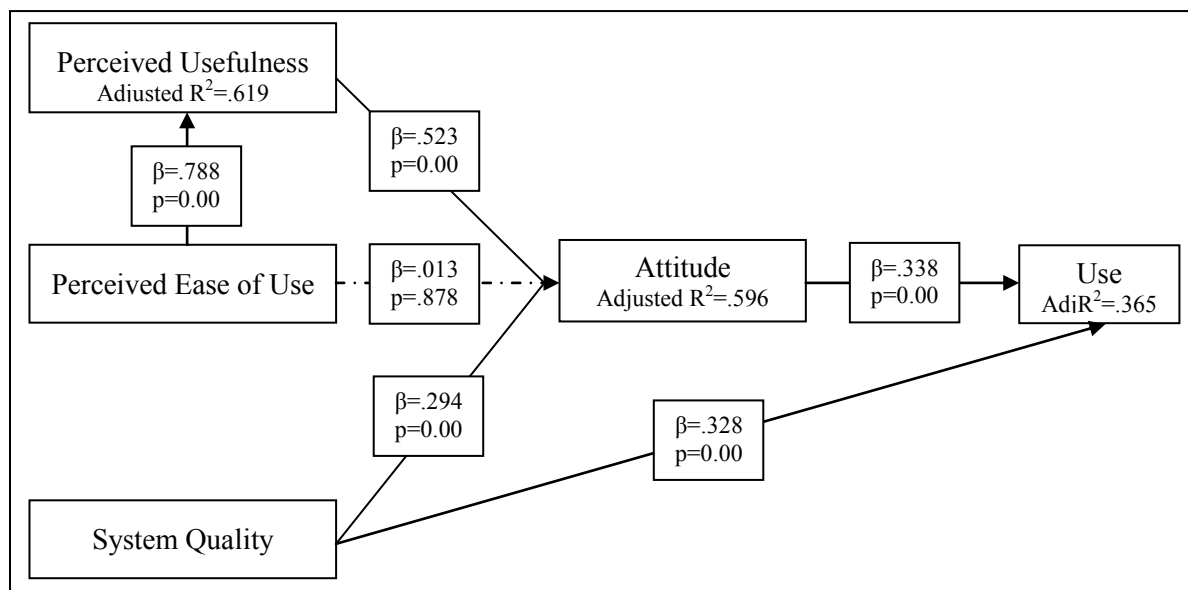 Perceived Usefulness
Adjusted R²=.619
β=.523
p=0.00
β=.788
p=0.00
Perceived Ease of Use
β=.013
p=.878
Attitude
Adjusted R²=.596
β=.338
p=0.00
Use
AdjR²=.365
β=.294
p=0.00
β=.328
p=0.00
System Quality